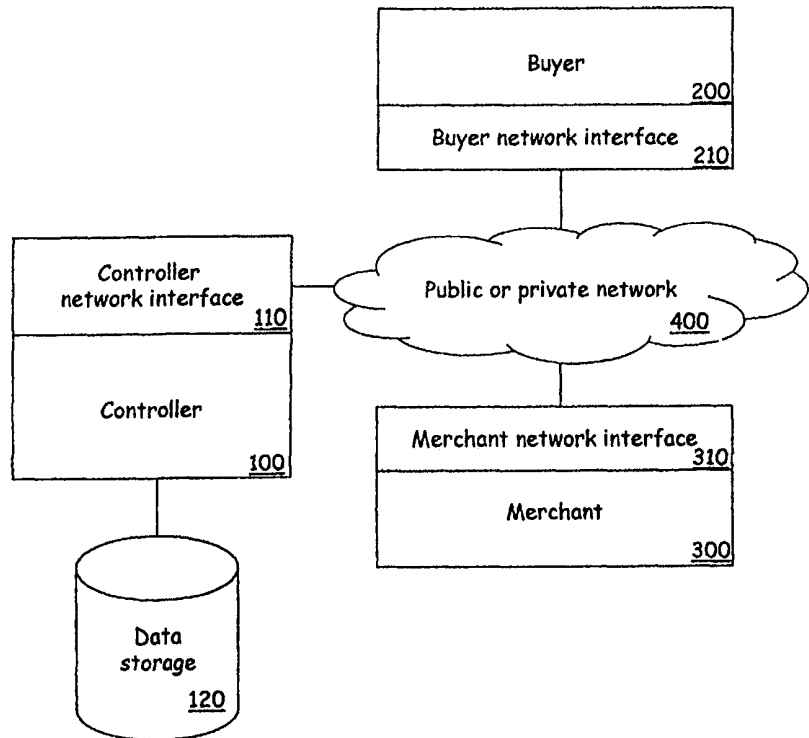 Buyer
200
Buyer network interface
210
Controller
network interface
110
Public or private network
400
Controller
100
Merchant network interface
310
Merchant
300
Data
storage
120